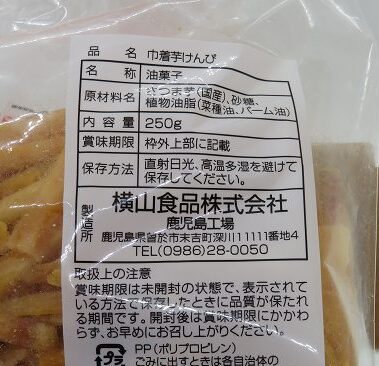 品名 巾着芋けんぴ
名称 油菓子
原材料名 さつま芋(国産)、砂糖、
植物油脂(菜種油、パーム油)
内容量 250g
賞味期限 枠外上部に記載
保存方法 直射日光、高温多湿を避けて
保存してください。
製造所 横山食品株式会社
鹿児島工場
鹿児島県曽於市末吉町深川11111番地4
TEL(0986)28-0050
取扱上の注意
賞味期限は未開封の状態で、表示されて
いる方法で保存したときに品質が保たれ
る期間です。開封後は賞味期限にかかわ
らず、お早めにお召し上がりください。
プラ
PP(ポリプロピレン)
ごみに出すときは各自治体の